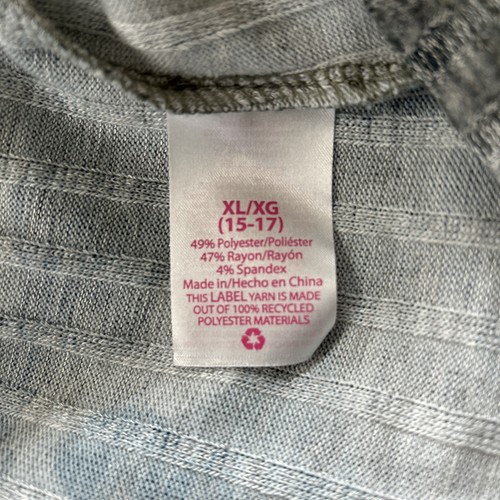 XL/XG
(15-17)
49% Polyester/Poliéster
47% Rayon/Rayón
4% Spandex
Made in/Hecho en China
THIS LABEL YARN IS MADE
OUT OF 100% RECYCLED
POLYESTER MATERIALS